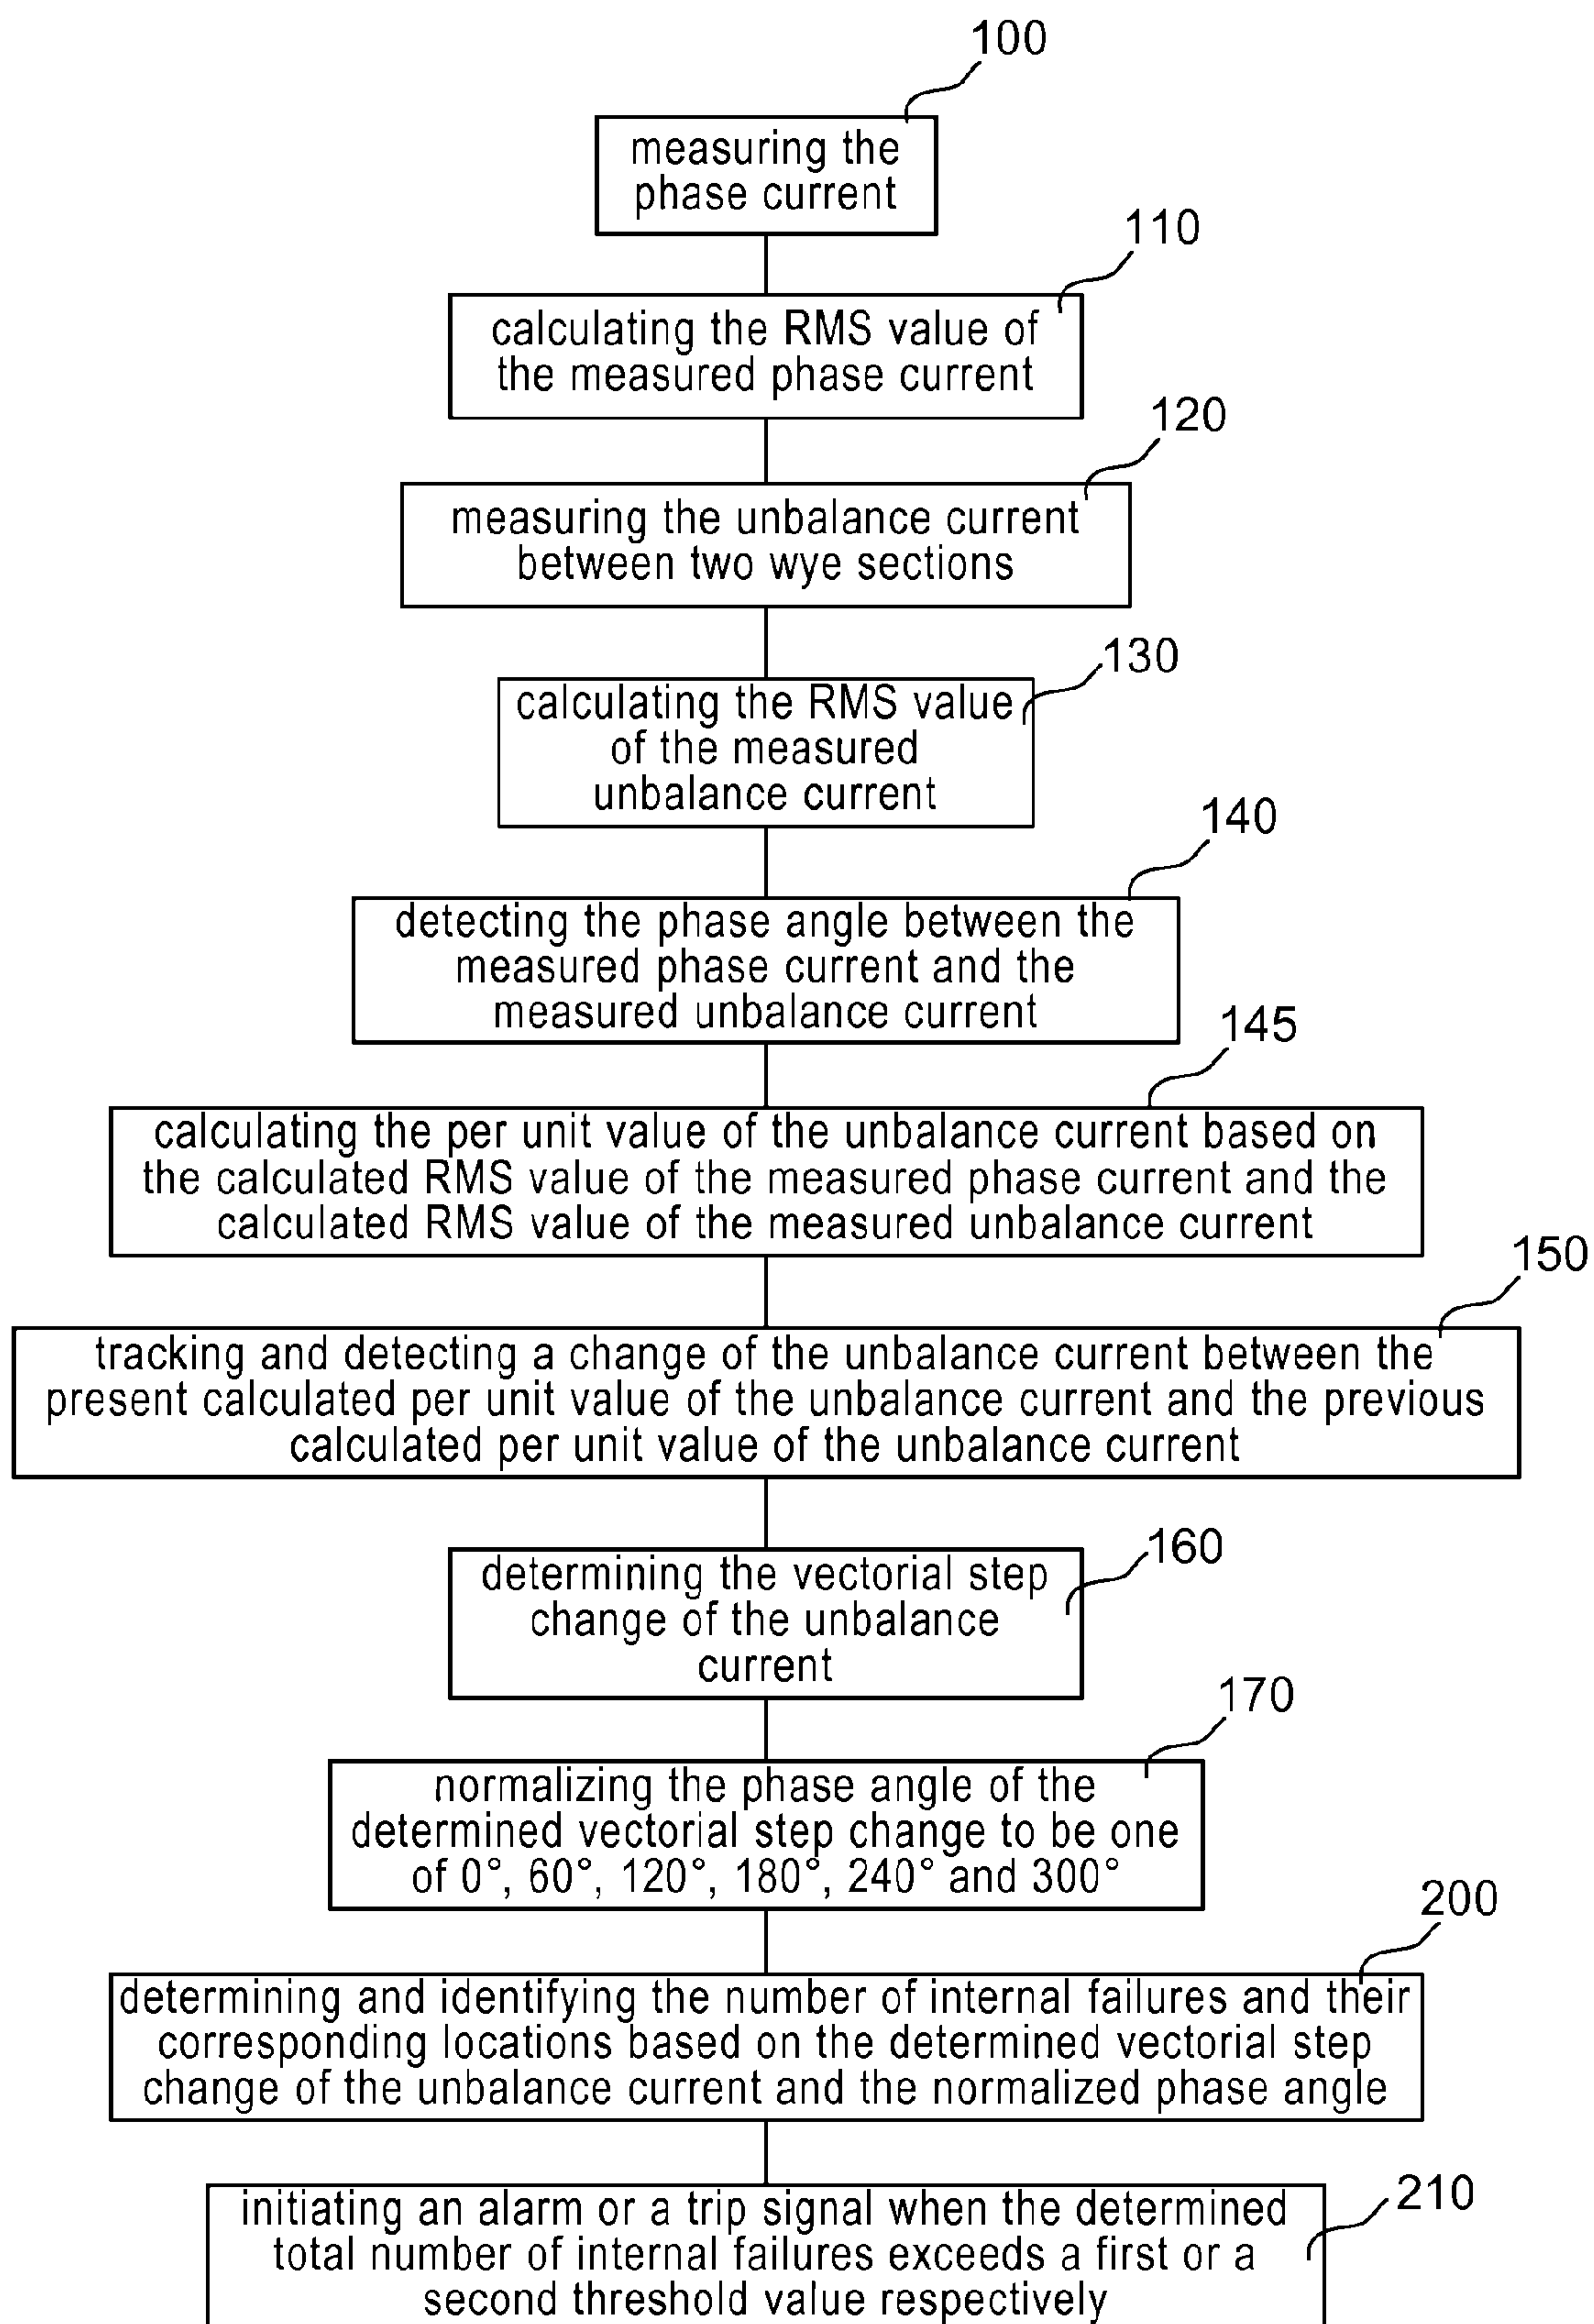 100
measuring the
phase current
110
calculating the RMS value of
the measured phase current
120
measuring the unbalance current
between two wye sections
130
calculating the RMS value
of the measured
unbalance current
140
detecting the phase angle between the
measured phase current and the
measured unbalance current
145
calculating the per unit value of the unbalance current based on
the calculated RMS value of the measured phase current and the
calculated RMS value of the measured unbalance current
150
tracking and detecting a change of the unbalance current between the
present calculated per unit value of the unbalance current and the previous
calculated per unit value of the unbalance current
160
determining the vectorial step
change of the unbalance
current
170
normalizing the phase angle of the
determined vectorial step change to be one
of 0°, 60°, 120°, 180°, 240° and 300°
200
determining and identifying the number of internal failures and their
corresponding locations based on the determined vectorial step
change of the unbalance current and the normalized phase angle
210
initiating an alarm or a trip signal when the determined
total number of internal failures exceeds a first or a
second threshold value respectively